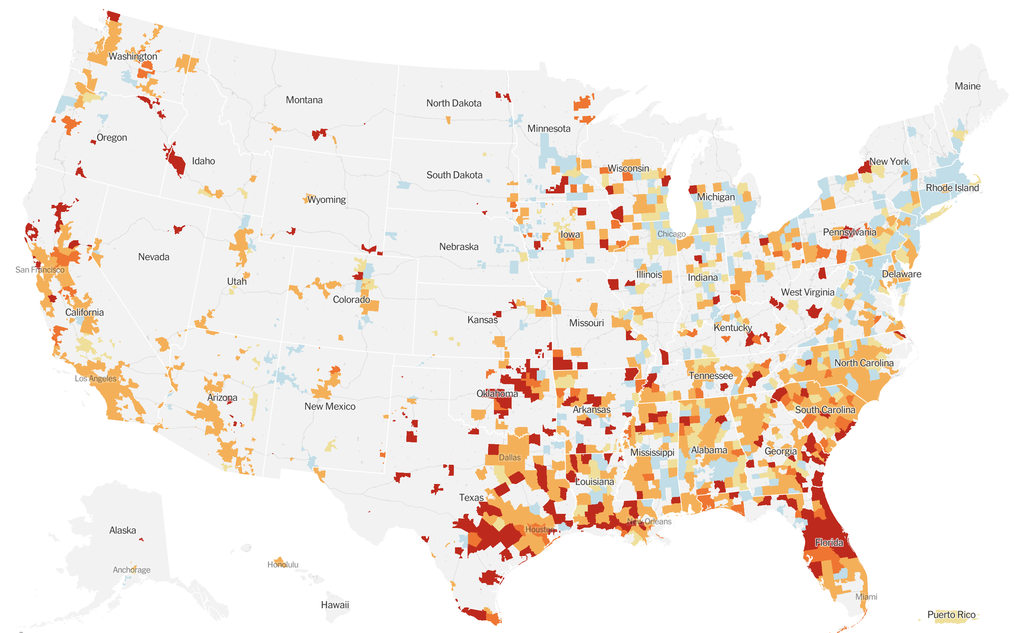 Maine
Washington
Montana
North Dakota
Minnesota
Oregon
Idaho
Wisconsin
New York
South Dakota
Rhode Island
Wyoming
Michigan
Iowa
Chicago
Pennsylvania
Nebraska
Nevada
San Francisco
Utah
Illinois
Indiana
Delaware
Colorado
West Virginia
California
Kansas
Missouri
Kentucky
North Carolina
Los Angeles
Tennessee
Arizona
Oklahoma
New Mexico
Arkansas
South Carolina
Mississippi
Alabama
Georgia
Dallas
Louisiana
Texas
New Orleans
Houston
Alaska
Florida
Honolulu
Anchorage
Miami
Hawaii
Puerto Rico